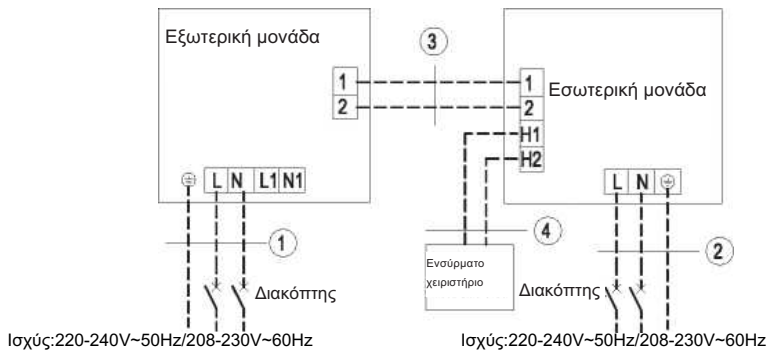 Εξωτερική μονάδα
1
2
L N L1 N1
3
1
2
H1
H2
Εσωτερική μονάδα
L N
1
4
2
Ενσύρματο
χειριστήριο
Διακόπτης
Διακόπτης
Ισχύς:220-240V~50Hz/208-230V~60Hz
Ισχύς:220-240V~50Hz/208-230V~60Hz